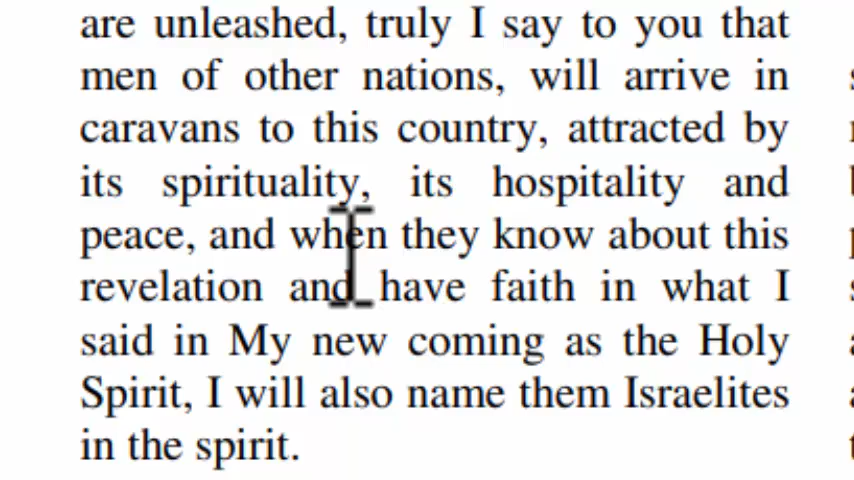 are unleashed, truly I say to you that
men of other nations, will arrive in
caravans to this country, attracted by
its spirituality, its hospitality and
peace, and when they know about this
revelation and have faith in what I
said in My new coming as the Holy
Spirit, I will also name them Israelites
in the spirit.